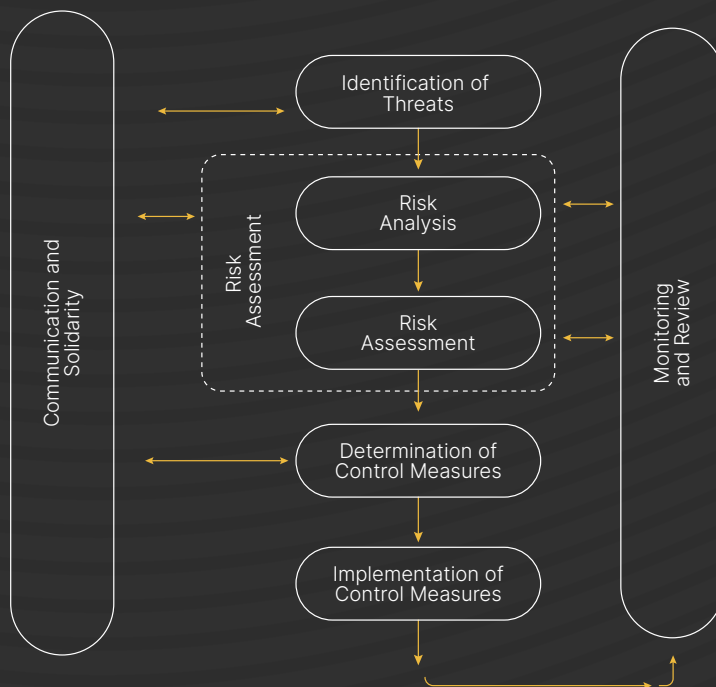 Communication and
Solidarity
Identification of
Threats
Risk
Assessment
Risk
Analysis
Risk
Assessment
Determination of
Control Measures
Implementation of
Control Measures
Monitoring
and Review